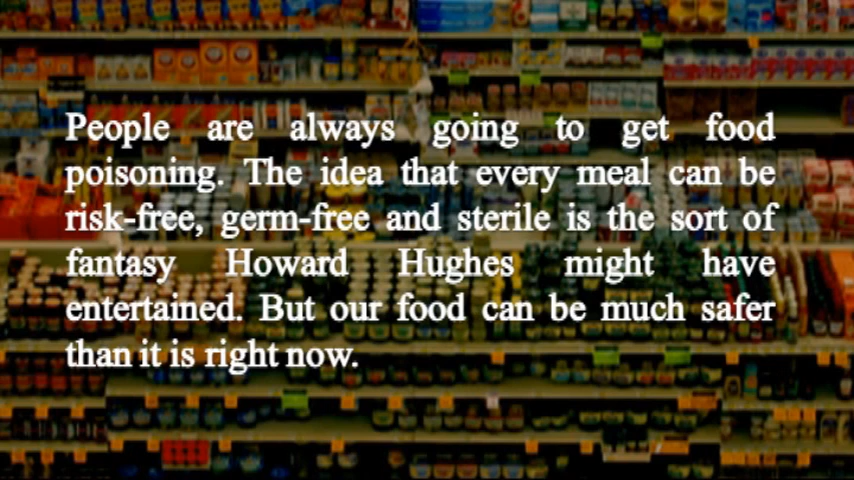 People are always going to get food
poisoning. The idea that every meal can be
risk-free, germ-free and sterile is the sort of
fantasy Howard Hughes might have
entertained. But our food can be much safer
than it is right now.